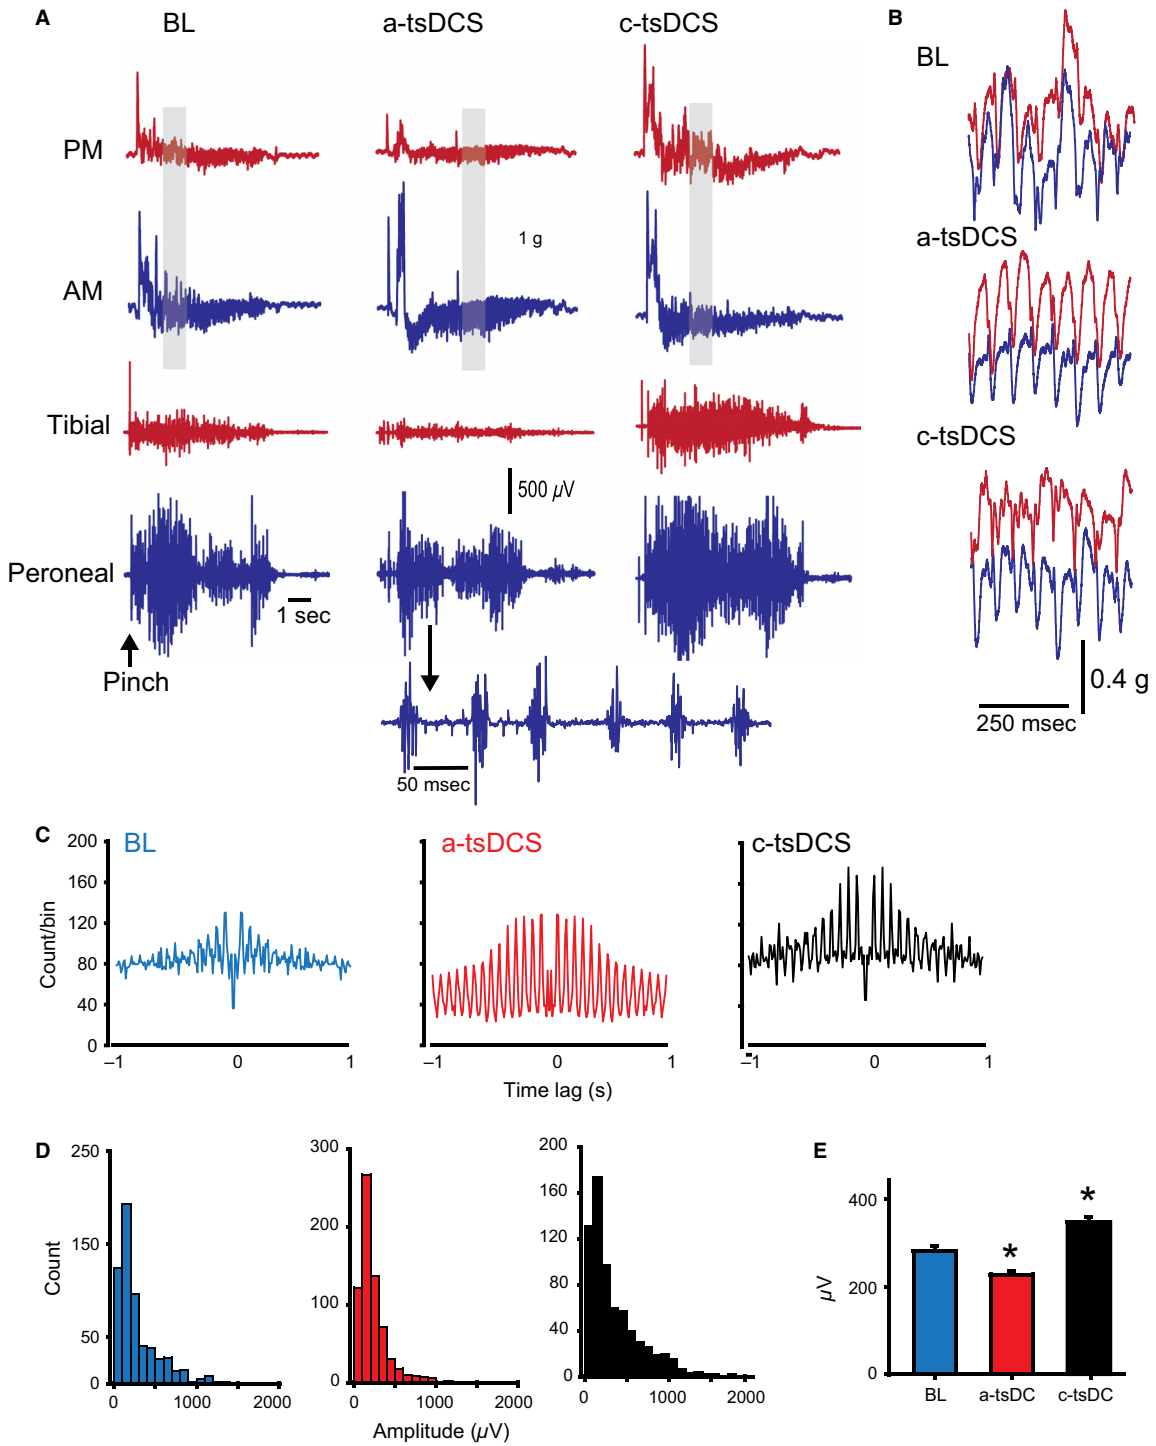 A
BL
a-tsDCS
c-tsDCS
PM
AM
1 g
Tibial
500 µV
Peroneal
1 sec
Pinch
50 msec
B
BL
a-tsDCS
c-tsDCS
0.4 g
250 msec
C
BL
a-tsDCS
c-tsDCS
Count/bin
200
160
120
80
40
0
–1 0 1
–1 0 1
–1 0 1
Time lag (s)
D
Count
250
150
50
0
0 1000 2000
300
200
100
0
0 1000 2000
200
160
120
80
40
0
0 1000 2000
Amplitude (µV)
E
µV
400
200
0
* *
BL a-tsDC c-tsDC